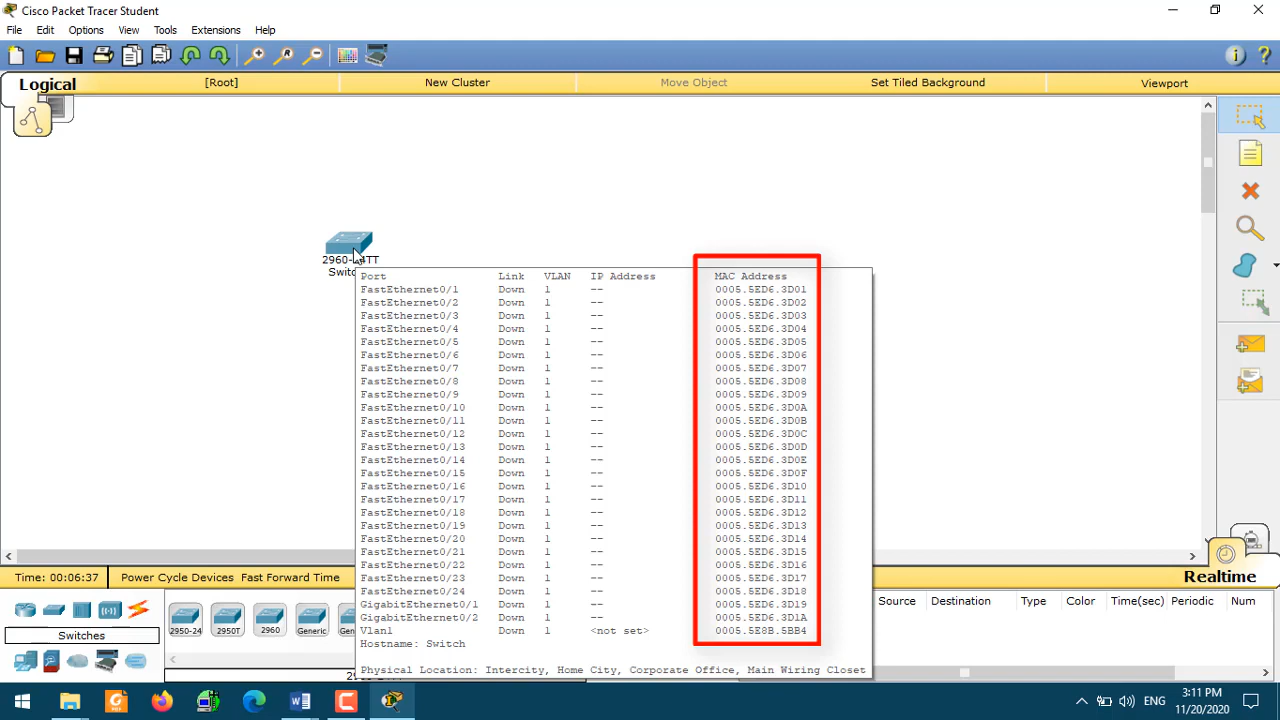 Cisco Packet Tracer Student
File Edit Options View Tools Extensions Help
Logical [Root] New Cluster Move Object Set Tiled Background Viewport
Switc
Port Link VLAN IP Address MAC Address
FastEthernet0/1 Down 1 -- 0005.5ED6.3D01
FastEthernet0/2 Down 1 -- 0005.5ED6.3D02
FastEthernet0/3 Down 1 -- 0005.5ED6.3D03
FastEthernet0/4 Down 1 -- 0005.5ED6.3D04
FastEthernet0/5 Down 1 -- 0005.5ED6.3D05
FastEthernet0/6 Down 1 -- 0005.5ED6.3D06
FastEthernet0/7 Down 1 -- 0005.5ED6.3D07
FastEthernet0/8 Down 1 -- 0005.5ED6.3D08
FastEthernet0/9 Down 1 -- 0005.5ED6.3D09
FastEthernet0/10 Down 1 -- 0005.5ED6.3D0A
FastEthernet0/11 Down 1 -- 0005.5ED6.3D0B
FastEthernet0/12 Down 1 -- 0005.5ED6.3D0C
FastEthernet0/13 Down 1 -- 0005.5ED6.3D0D
FastEthernet0/14 Down 1 -- 0005.5ED6.3D0E
FastEthernet0/15 Down 1 -- 0005.5ED6.3D0F
FastEthernet0/16 Down 1 -- 0005.5ED6.3D10
FastEthernet0/17 Down 1 -- 0005.5ED6.3D11
FastEthernet0/18 Down 1 -- 0005.5ED6.3D12
FastEthernet0/19 Down 1 -- 0005.5ED6.3D13
FastEthernet0/20 Down 1 -- 0005.5ED6.3D14
FastEthernet0/21 Down 1 -- 0005.5ED6.3D15
FastEthernet0/22 Down 1 -- 0005.5ED6.3D16
FastEthernet0/23 Down 1 -- 0005.5ED6.3D17
FastEthernet0/24 Down 1 -- 0005.5ED6.3D18
GigabitEthernet0/1 Down 1 -- 0005.5ED6.3D19
GigabitEthernet0/2 Down 1 -- 0005.5ED6.3D1A
Vlan1 Down 1 <not set> 0005.5E8B.5BB4
Hostname: Switch
Physical Location: Intercity, Home City, Corporate Office, Main Wiring Closet
Time: 00:06:37 Power Cycle Devices Fast Forward Time Realtime
Source Destination Type Color Time(sec) Periodic Num
2950-24 2950T 2960 Generic
Switches
3:11 PM
ENG
11/20/2020